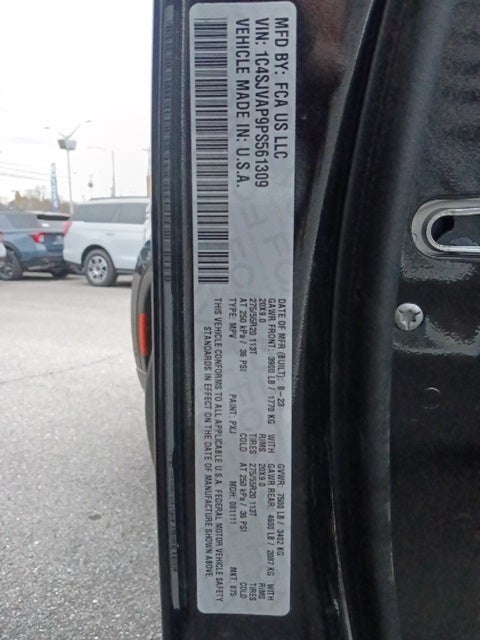 MFD BY: FCA US LLC
VIN: 1C4SJVAP9PS561309
VEHICLE MADE IN: U.S.A.
DATE OF MFR (BUILT): 8-23 GVWR: 7500 LB / 3402 KG
GAWR FRONT: 3900 LB / 1770 KG WITH GAWR REAR: 4600 LB / 2087 KG WITH
20X9.0 RIMS 20X9.0 RIMS
275/55R20 113T TIRES 275/55R20 113T TIRES
AT 250 kPa / 36 PSI COLD AT 250 kPa / 36 PSI COLD
TYPE: MPV PAINT: PXJ MDH: 081111 MKT: 875
THIS VEHICLE CONFORMS TO ALL APPLICABLE U.S.A. FEDERAL MOTOR VEHICLE SAFETY
STANDARDS IN EFFECT ON THE DATE OF MANUFACTURE SHOWN ABOVE.